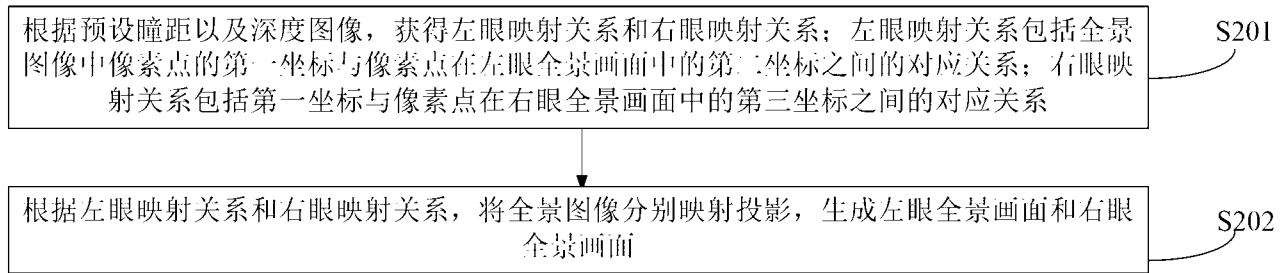 根据预设瞳距以及深度图像，获得左眼映射关系和右眼映射关系；左眼映射关系包括全景
图像中像素点的第一坐标与像素点在左眼全景画面中的第二坐标之间的对应关系；右眼映
射关系包括第一坐标与像素点在右眼全景画面中的第三坐标之间的对应关系
S201
根据左眼映射关系和右眼映射关系，将全景图像分别映射投影，生成左眼全景画面和右眼
全景画面
S202